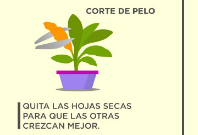 CORTE DE PELO
QUITA LAS HOJAS SECAS
PARA QUE LAS OTRAS
CREZCAN MEJOR.